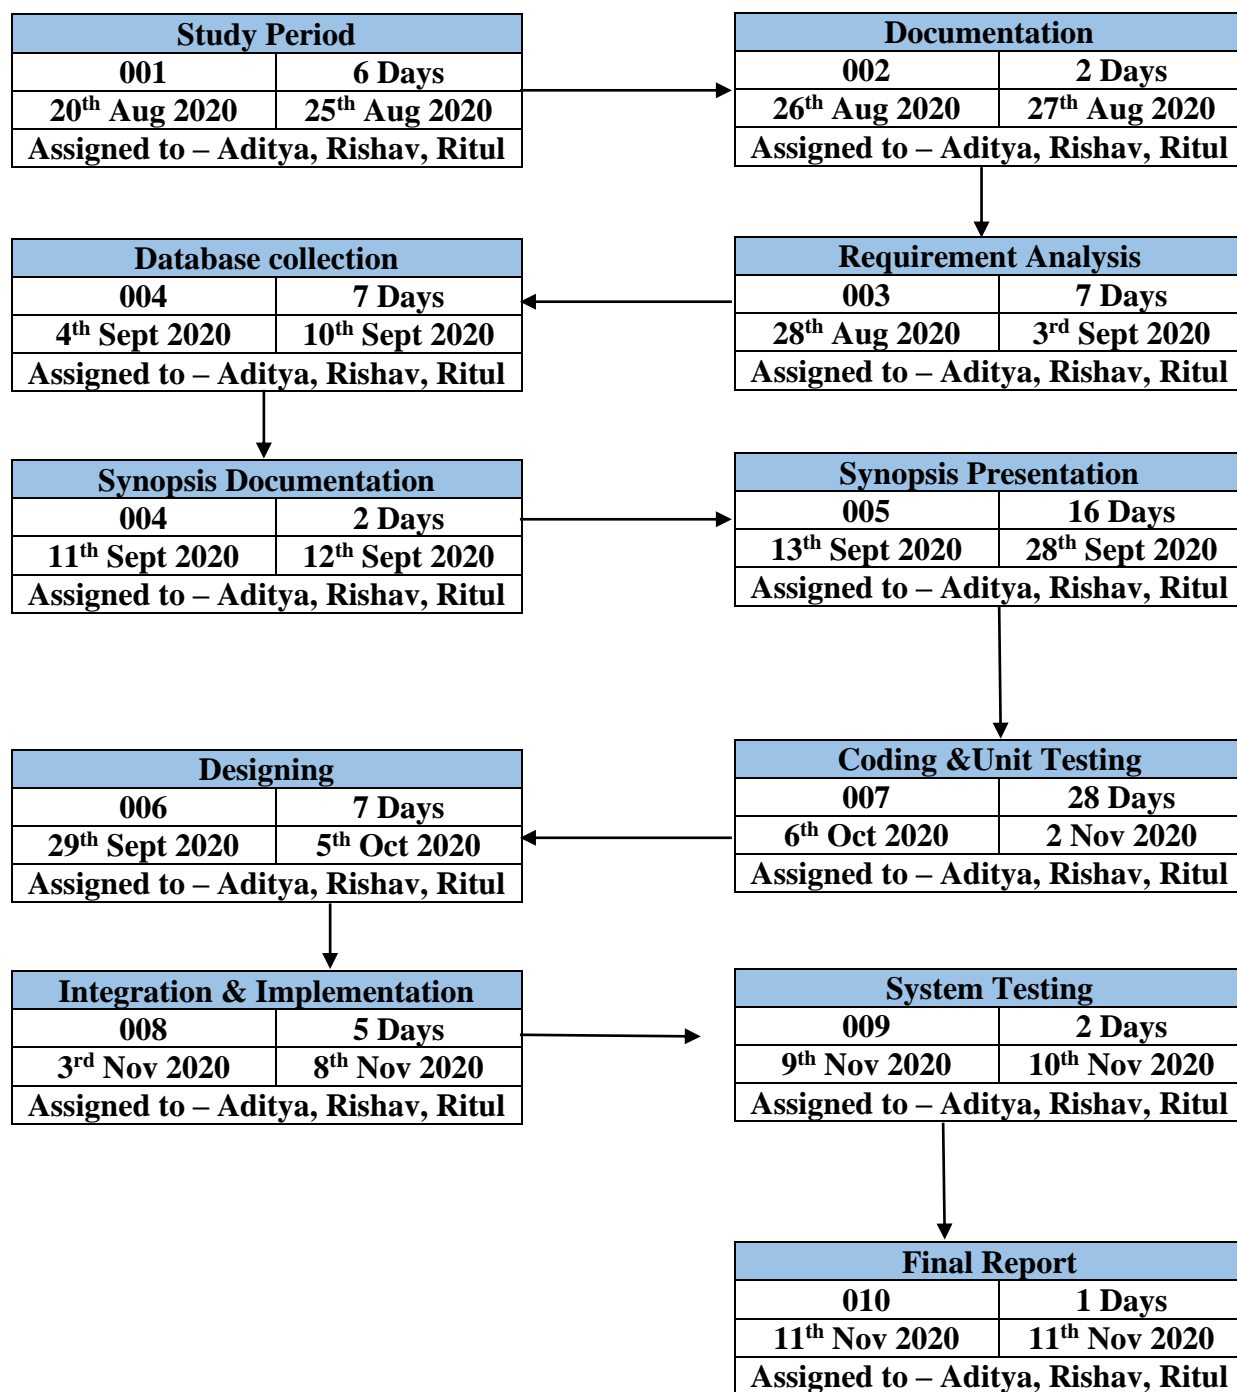 Study Period
001 6 Days
20th Aug 2020 25th Aug 2020
Assigned to – Aditya, Rishav, Ritul
Documentation
002 2 Days
26th Aug 2020 27th Aug 2020
Assigned to – Aditya, Rishav, Ritul
Database collection
004 7 Days
4th Sept 2020 10th Sept 2020
Assigned to – Aditya, Rishav, Ritul
Requirement Analysis
003 7 Days
28th Aug 2020 3rd Sept 2020
Assigned to – Aditya, Rishav, Ritul
Synopsis Documentation
004 2 Days
11th Sept 2020 12th Sept 2020
Assigned to – Aditya, Rishav, Ritul
Synopsis Presentation
005 16 Days
13th Sept 2020 28th Sept 2020
Assigned to – Aditya, Rishav, Ritul
Designing
006 7 Days
29th Sept 2020 5th Oct 2020
Assigned to – Aditya, Rishav, Ritul
Coding &Unit Testing
007 28 Days
6th Oct 2020 2 Nov 2020
Assigned to – Aditya, Rishav, Ritul
Integration & Implementation
008 5 Days
3rd Nov 2020 8th Nov 2020
Assigned to – Aditya, Rishav, Ritul
System Testing
009 2 Days
9th Nov 2020 10th Nov 2020
Assigned to – Aditya, Rishav, Ritul
Final Report
010 1 Days
11th Nov 2020 11th Nov 2020
Assigned to – Aditya, Rishav, Ritul